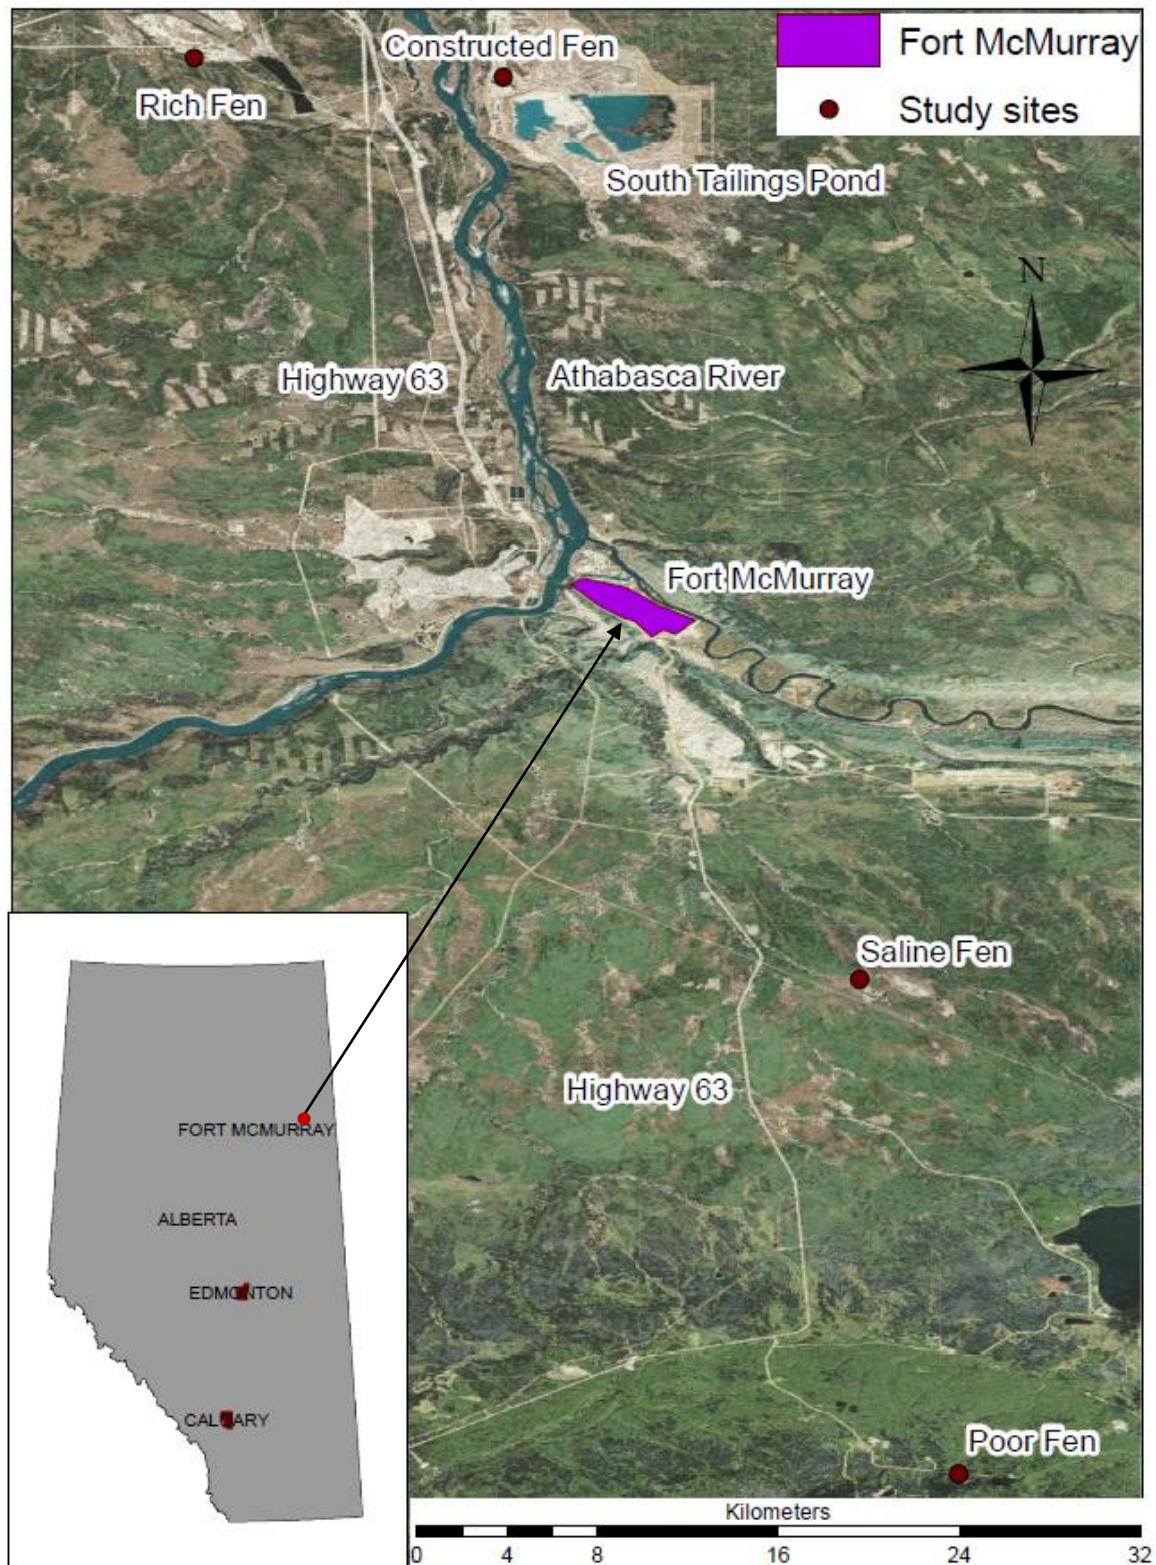 Constructed Fen
Rich Fen
Fort McMurray
Study sites
South Tailings Pond
N
Highway 63
Athabasca River
Fort McMurray
Saline Fen
Highway 63
Poor Fen
FORT MCMURRAY
ALBERTA
EDMONTON
CALGARY
Kilometers
0 4 8 16 24 32